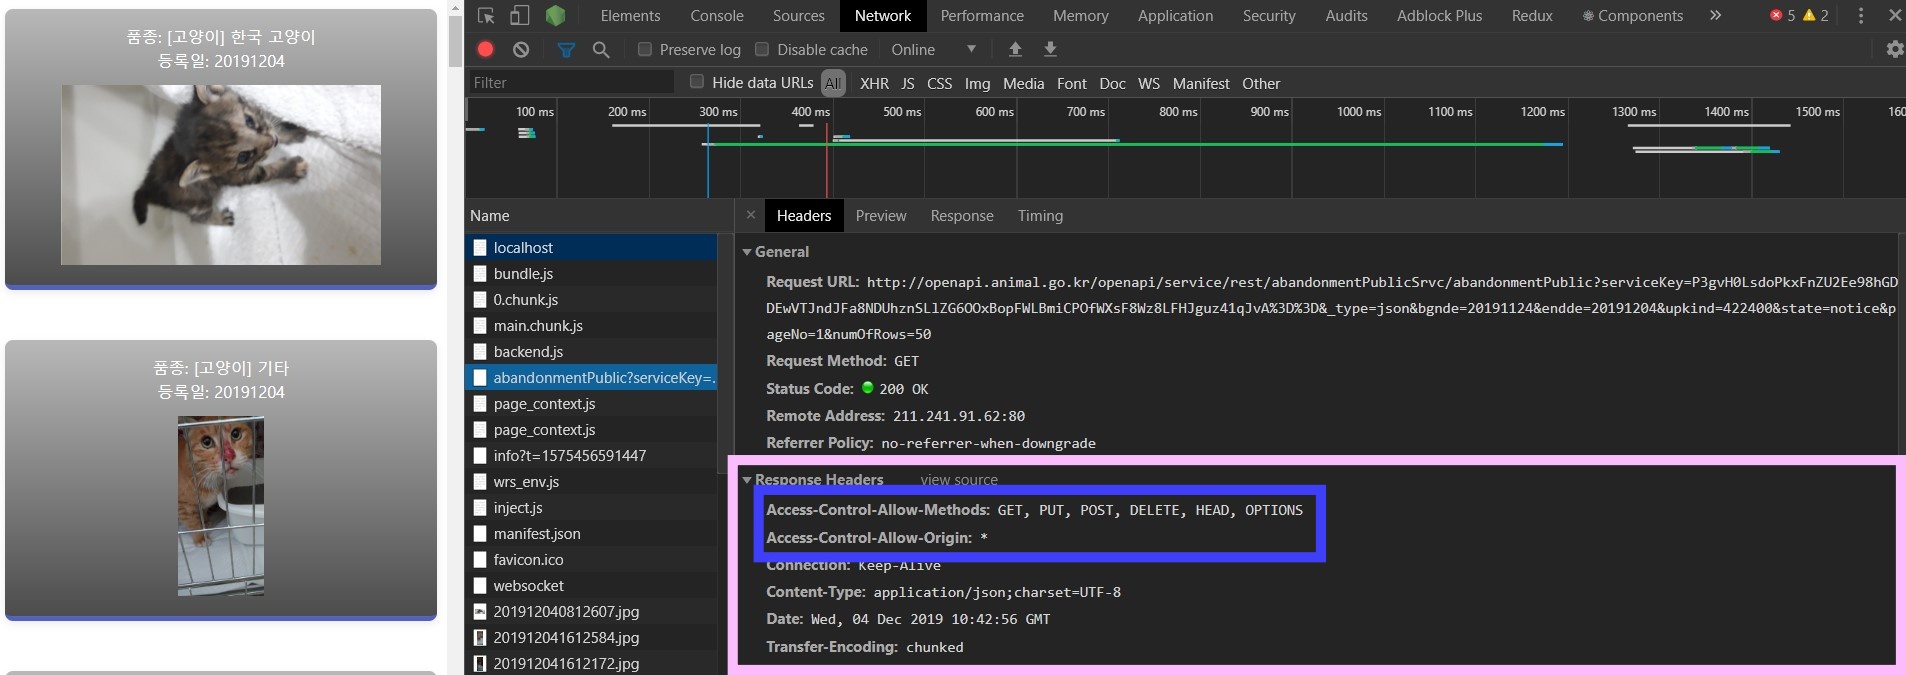 품종: [고양이] 한국 고양이
등록일: 20191204
품종: [고양이] 기타
등록일: 20191204
Elements Console Sources Network Performance Memory Application Security Audits Adblock Plus Redux Components » 5 2
Preserve log Disable cache Online
Filter Hide data URLs All XHR JS CSS Img Media Font Doc WS Manifest Other
100 ms 200 ms 300 ms 400 ms 500 ms 600 ms 700 ms 800 ms 900 ms 1000 ms 1100 ms 1200 ms 1300 ms 1400 ms 1500 ms 160
Name
localhost
bundle.js
0.chunk.js
main.chunk.js
backend.js
abandonmentPublic?serviceKey=.
page_context.js
page_context.js
info?t=1575456591447
wrs_env.js
inject.js
manifest.json
favicon.ico
websocket
201912040812607.jpg
201912041612584.jpg
201912041612172.jpg
Headers Preview Response Timing
General
Request URL: http://openapi.animal.go.kr/openapi/service/rest/abandonmentPublicSrvc/abandonmentPublic?serviceKey=P3gvH0LsdoPkxFnZU2Ee98hGD
DEwVTJndJFa8NDUhznSLlZG6OOxBopFWLBmiCPOfWXsF8Wz8LFHJguz41qJvA%3D%3D&_type=json&bgnde=20191124&endde=20191204&upkind=422400&state=notice&p
ageNo=1&numOfRows=50
Request Method: GET
Status Code: 200 OK
Remote Address: 211.241.91.62:80
Referrer Policy: no-referrer-when-downgrade
Response Headers view source
Access-Control-Allow-Methods: GET, PUT, POST, DELETE, HEAD, OPTIONS
Access-Control-Allow-Origin: *
Connection: Keep-Alive
Content-Type: application/json;charset=UTF-8
Date: Wed, 04 Dec 2019 10:42:56 GMT
Transfer-Encoding: chunked